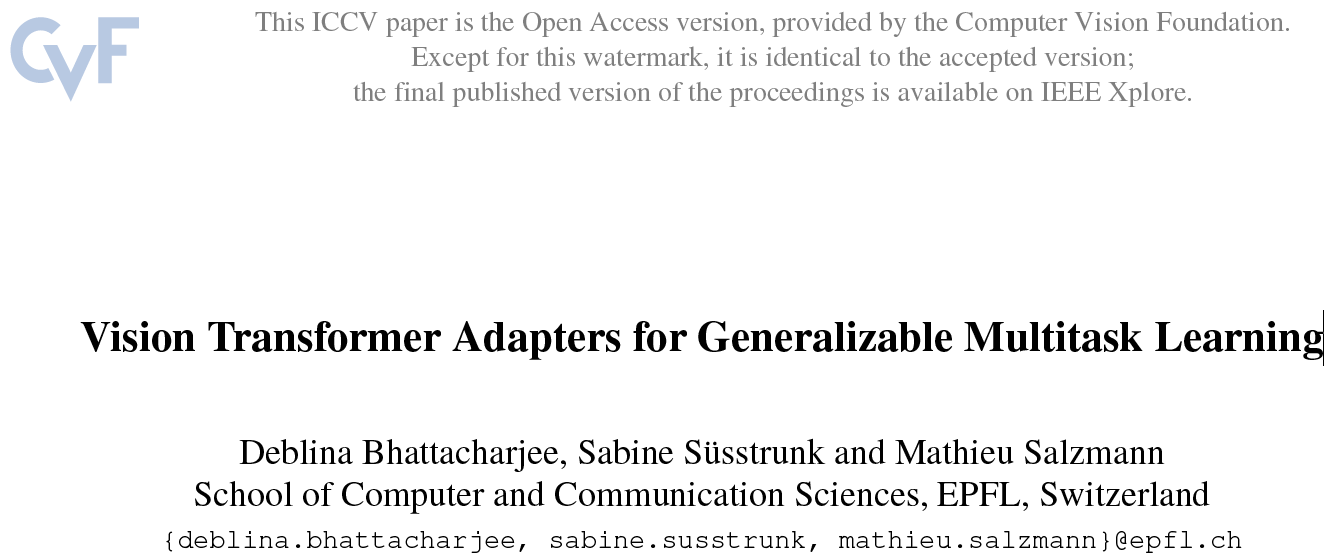 CVF
This ICCV paper is the Open Access version, provided by the Computer Vision Foundation.
Except for this watermark, it is identical to the accepted version;
the final published version of the proceedings is available on IEEE Xplore.
Vision Transformer Adapters for Generalizable Multitask Learning
Deblina Bhattacharjee, Sabine Süsstrunk and Mathieu Salzmann
School of Computer and Communication Sciences, EPFL, Switzerland
{deblina.bhattacharjee, sabine.susstrunk, mathieu.salzmann}@epfl.ch